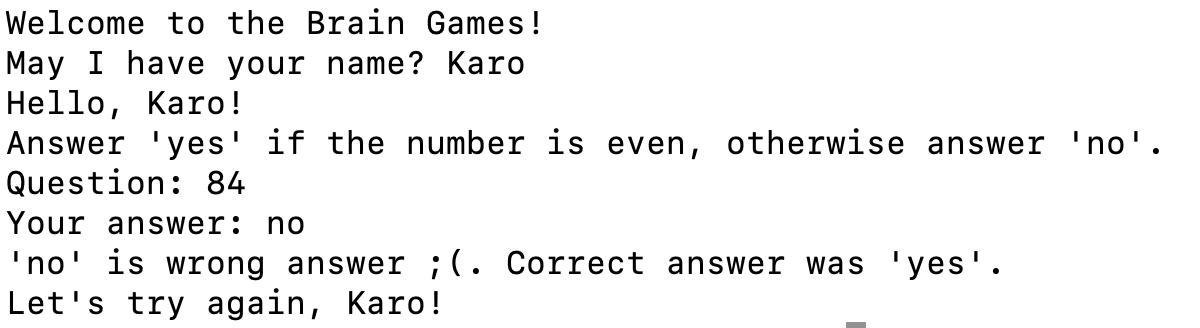 Welcome to the Brain Games!
May I have your name? Karo
Hello, Karo!
Answer 'yes' if the number is even, otherwise answer 'no'.
Question: 84
Your answer: no
'no' is wrong answer ;(. Correct answer was 'yes'.
Let's try again, Karo!